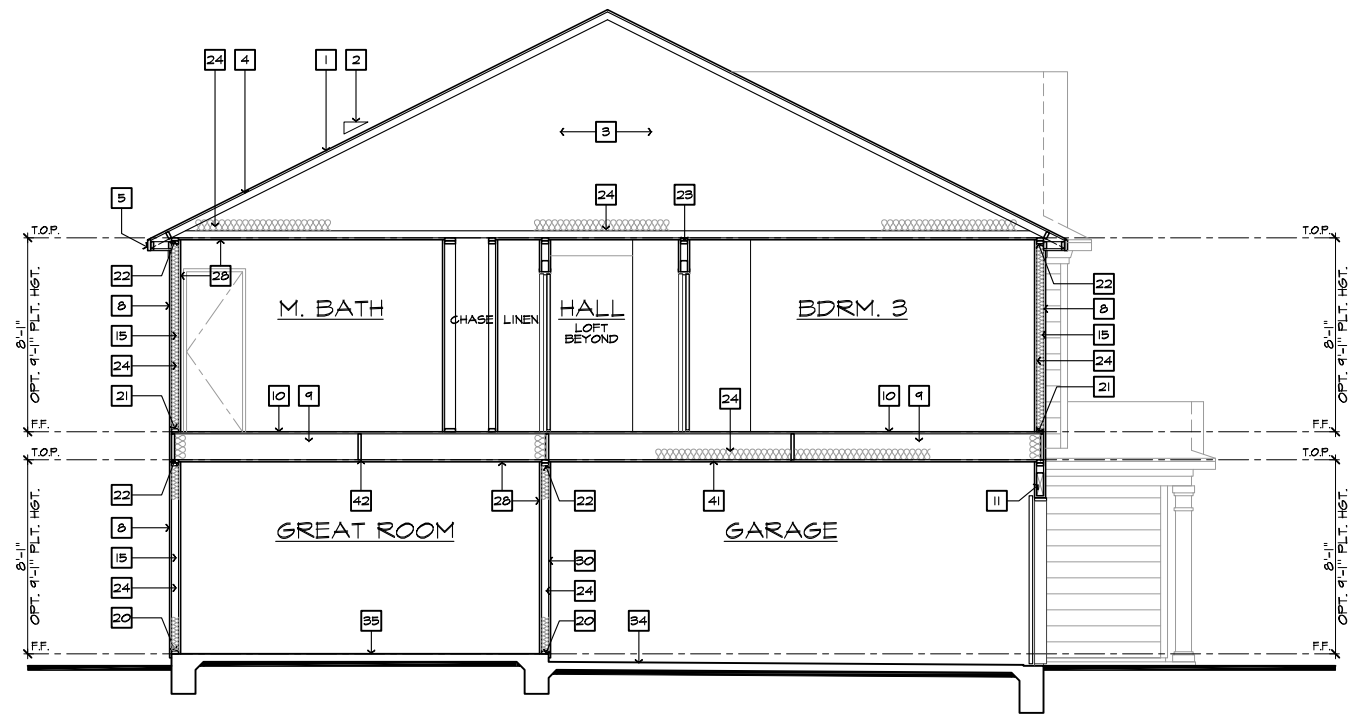 24 4 1 2
3
5 24 23
T.O.P. T.O.P.
22 28 22
8 M. BATH HALL BDRM. 3 8
CHASE LINEN LOFT
BEYOND
15 15
24 24
21 10 9 24 10 9 21
8'-1"
OPT. 9'-1" PLT. HGT.
8'-1"
OPT. 9'-1" PLT. HGT.
F.F. F.F.
T.O.P. T.O.P.
22 42 28 22 41 11
8 GREAT ROOM GARAGE
15 30
24 24
20 35 20 34
8'-1"
OPT. 9'-1" PLT. HGT.
8'-1"
OPT. 9'-1" PLT. HGT.
F.F. F.F.